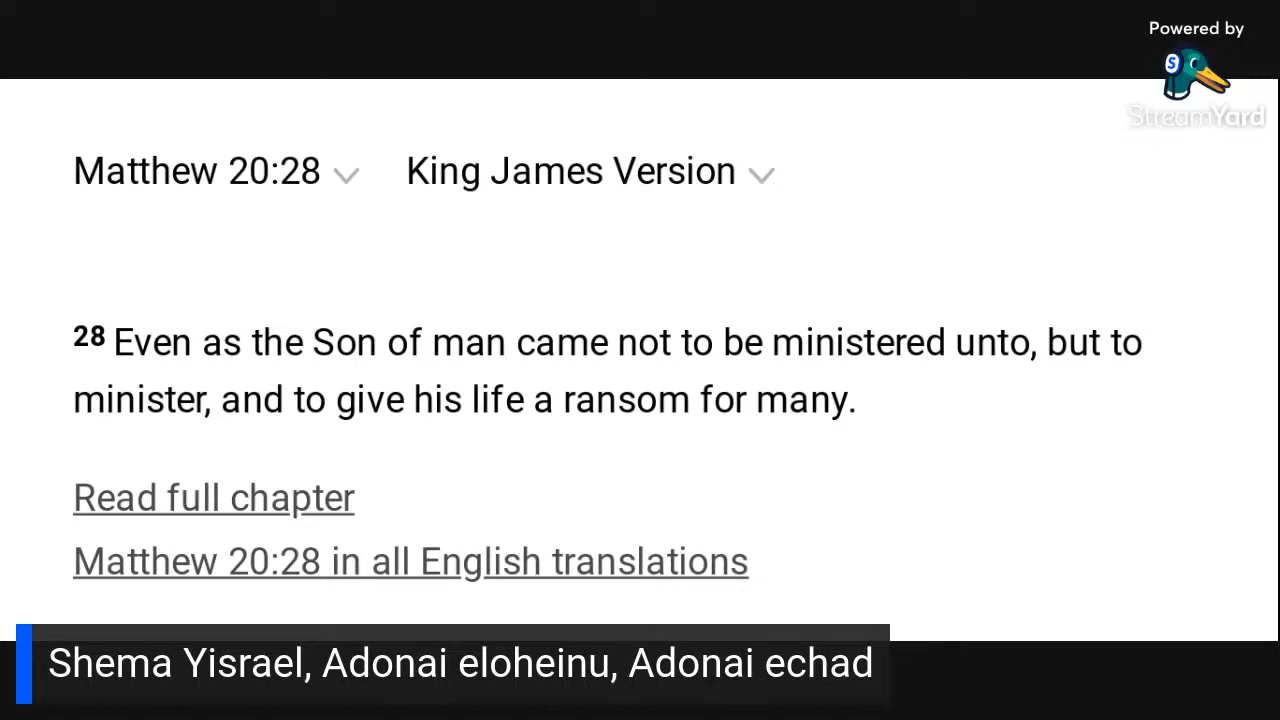 Powered by
S
StreamYard
Matthew 20:28 King James Version
28 Even as the Son of man came not to be ministered unto, but to
minister, and to give his life a ransom for many.
Read full chapter
Matthew 20:28 in all English translations
Shema Yisrael, Adonai eloheinu, Adonai echad